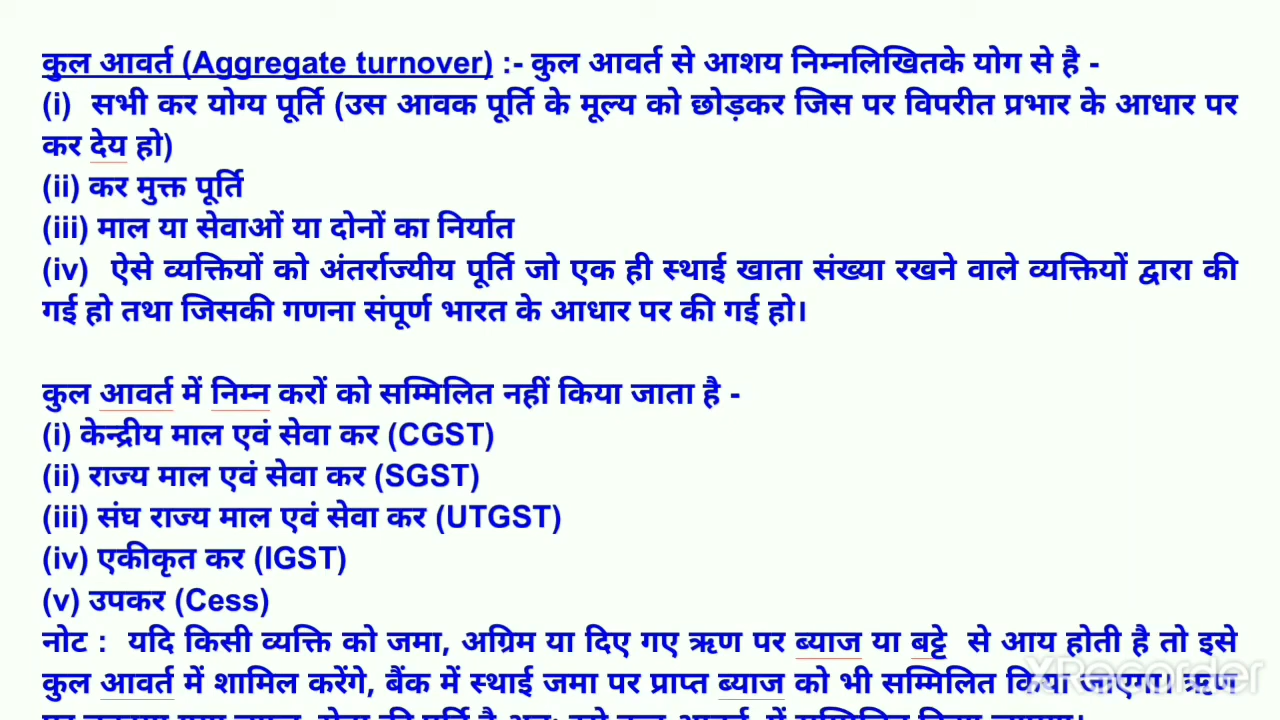 कुल आवर्त (Aggregate turnover) :- कुल आवर्त से आशय निम्नलिखितके योग से है -
(i) सभी कर योग्य पूर्ति (उस आवक पूर्ति के मूल्य को छोड़कर जिस पर विपरीत प्रभार के आधार पर
कर देय हो)
(ii) कर मुक्त पूर्ति
(iii) माल या सेवाओं या दोनों का निर्यात
(iv) ऐसे व्यक्तियों को अंतर्राज्यीय पूर्ति जो एक ही स्थाई खाता संख्या रखने वाले व्यक्तियों द्वारा की
गई हो तथा जिसकी गणना संपूर्ण भारत के आधार पर की गई हो।
कुल आवर्त में निम्न करों को सम्मिलित नहीं किया जाता है -
(i) केन्द्रीय माल एवं सेवा कर (CGST)
(ii) राज्य माल एवं सेवा कर (SGST)
(iii) संघ राज्य माल एवं सेवा कर (UTGST)
(iv) एकीकृत कर (IGST)
(v) उपकर (Cess)
नोट : यदि किसी व्यक्ति को जमा, अग्रिम या दिए गए ऋण पर ब्याज या बट्टे से आय होती है तो इसे
कुल आवर्त में शामिल करेंगे, बैंक में स्थाई जमा पर प्राप्त ब्याज को भी सम्मिलित किया जाएगा। ऋण
XRecorder